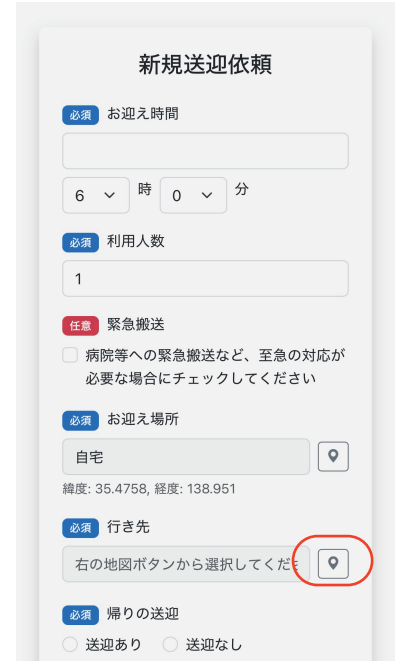 新規送迎依頼
必須 お迎え時間
6 時 0 分
必須 利用人数
1
任意 緊急搬送
病院等への緊急搬送など、至急の対応が
必要な場合にチェックしてください
必須 お迎え場所
自宅
緯度: 35.4758, 経度: 138.951
必須 行き先
右の地図ボタンから選択してくだ
必須 帰りの送迎
送迎あり 送迎なし